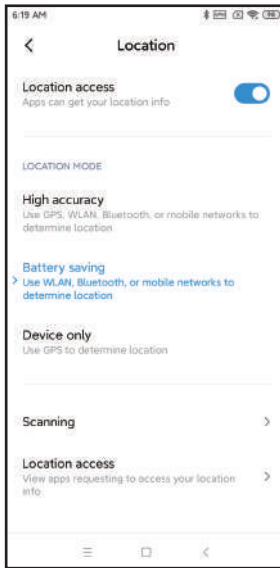 6:19 AM
Location
Location access
Apps can get your location info
LOCATION MODE
High accuracy
Use GPS, WLAN, Bluetooth, or mobile networks to
determine location
Battery saving
Use WLAN, Bluetooth, or mobile networks to
determine location
Device only
Use GPS to determine location
Scanning
Location access
View apps requesting to access your location
info